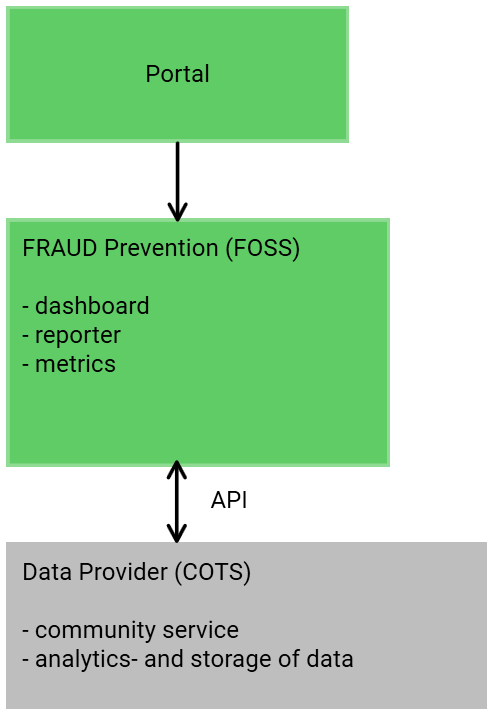 Portal
FRAUD Prevention (FOSS)
- dashboard
- reporter
- metrics
API
Data Provider (COTS)
- community service
- analytics- and storage of data